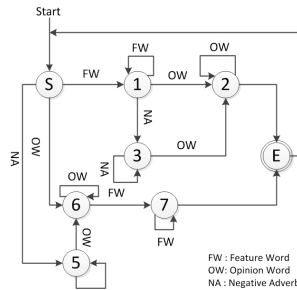 Start
FW
OW
S
FW
1
OW
2
NA
E
NA
OW
NA
3
OW
OW
FW
6
7
OW
FW
5
FW : Feature Word
OW: Opinion Word
NA : Negative Adverb